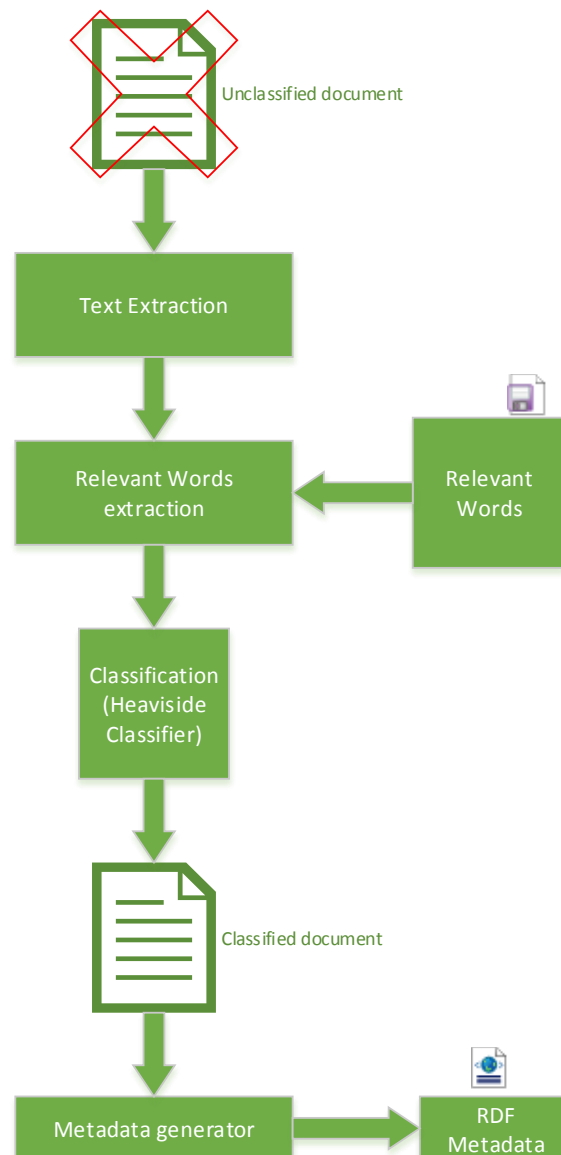 Unclassified document
Text Extraction
Relevant Words
extraction
Relevant
Words
Classification
(Heaviside
Classifier)
Classified document
Metadata generator
RDF
Metadata